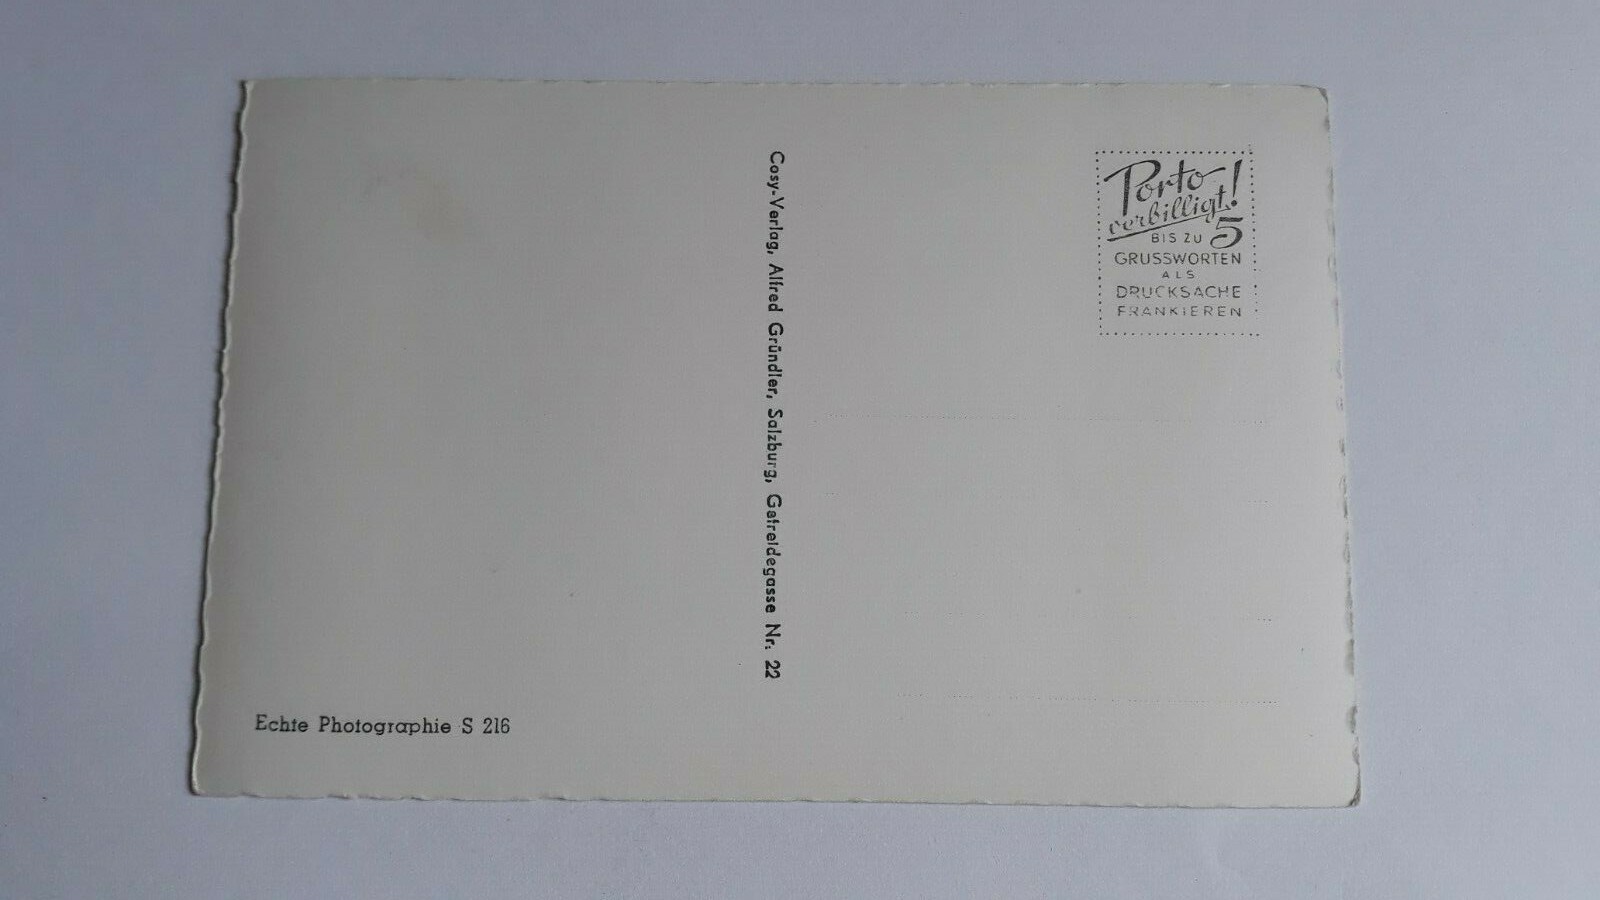 Porto
verbilligt!
BIS ZU 5
GRUSSWORTEN
ALS
DRUCKSACHE
FRANKIEREN
Cosy-Verlag, Alfred Gründler, Salzburg, Getreidegasse Nr. 22
Echte Photographie S 216